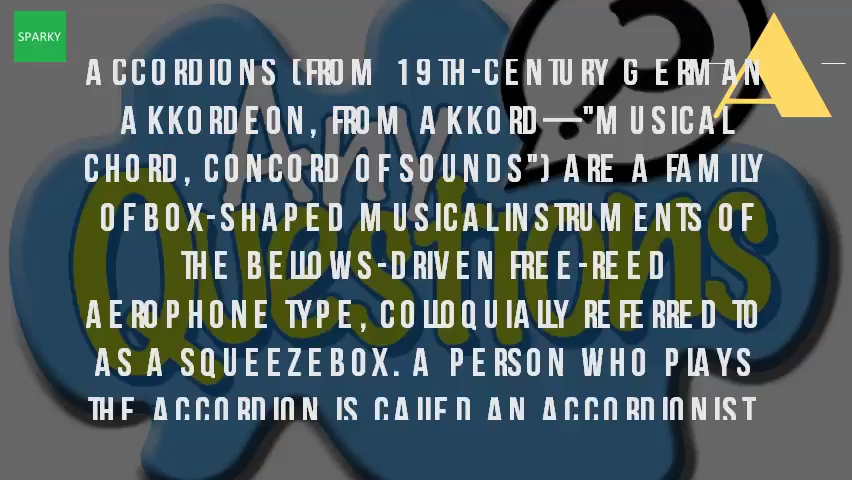 SPARKY
A
ACCORDIONS (FROM 19TH-CENTURY GERMAN
AKKORDEON, FROM AKKORD—"MUSICAL
CHORD, CONCORD OF SOUNDS") ARE A FAMILY
OF BOX-SHAPED MUSICAL INSTRUMENTS OF
THE BELLOWS-DRIVEN FREE-REED
AEROPHONE TYPE, COLLOQUIALLY REFERRED TO
AS A SQUEEZEBOX. A PERSON WHO PLAYS
THE ACCORDION IS CALLED AN ACCORDIONIST
Any
Questions
?